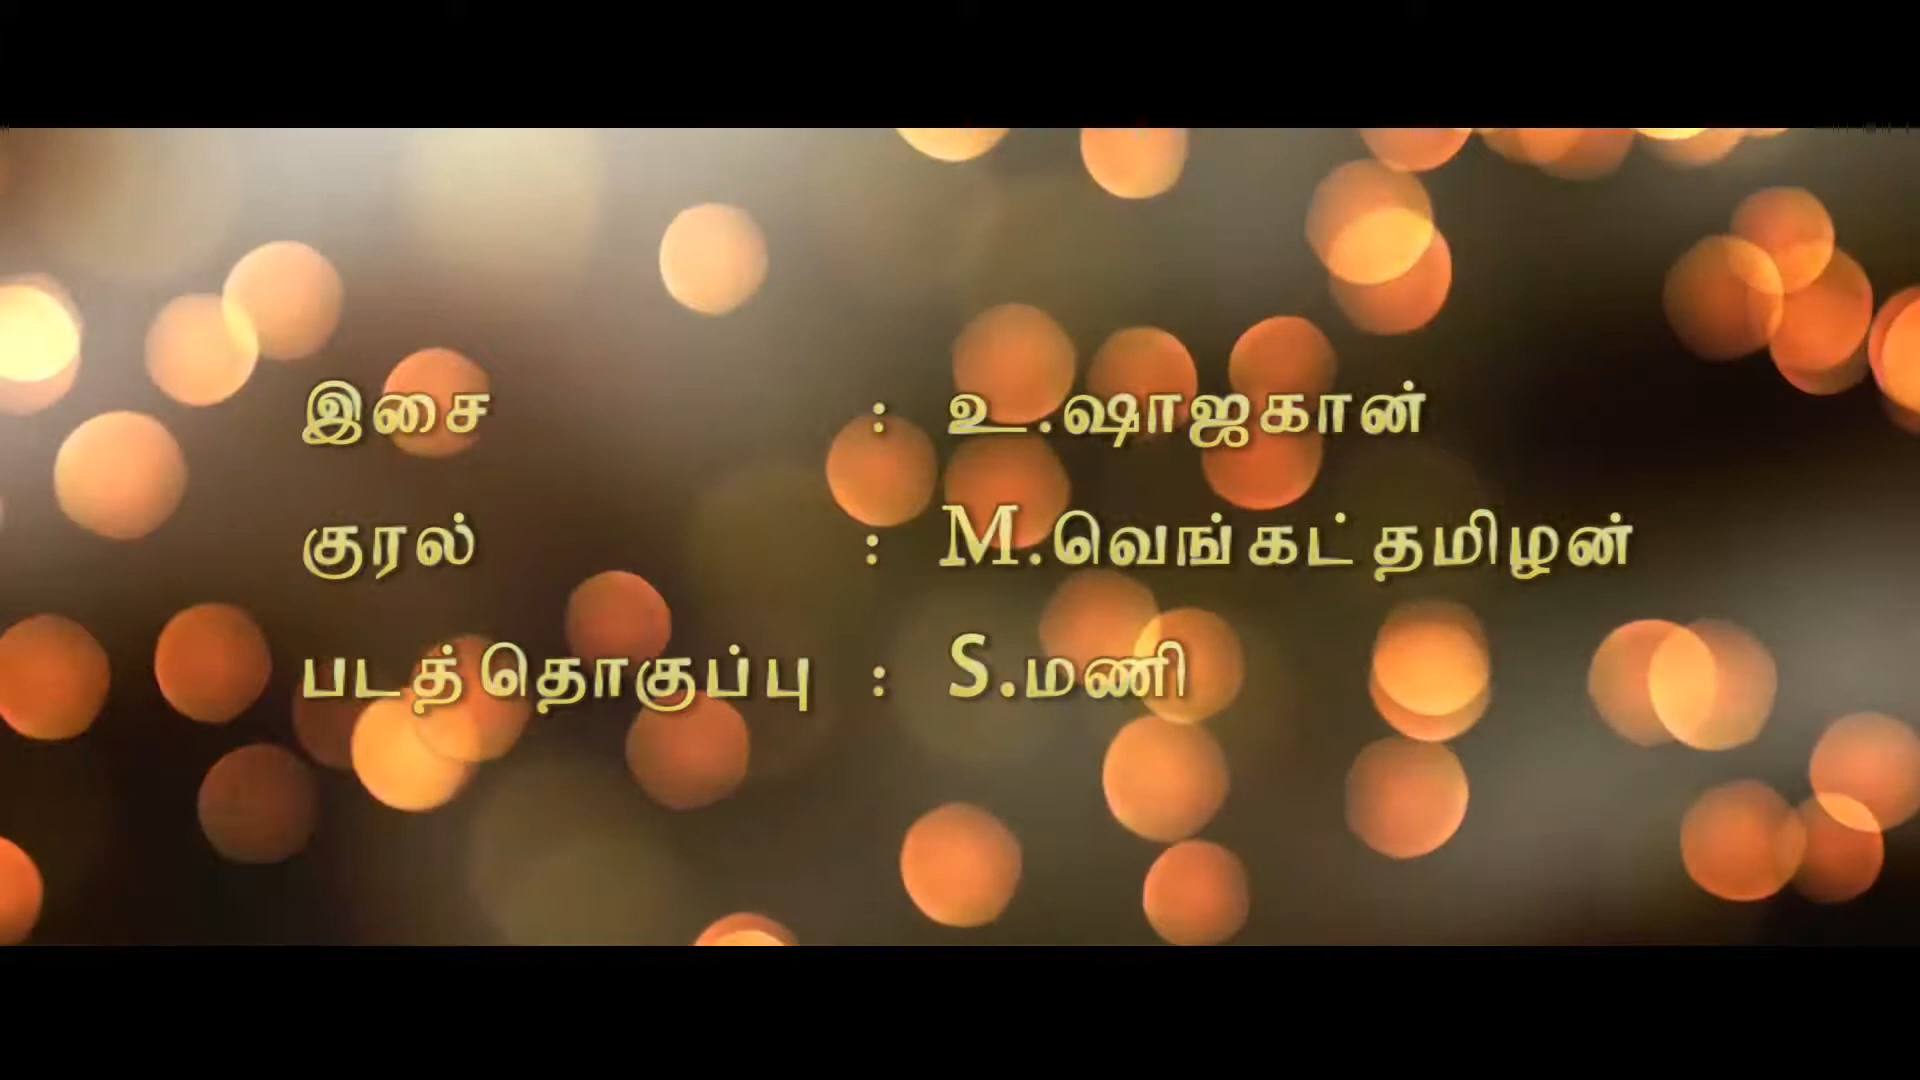 இசை : உ.ஷாஜகான்
குரல் : M.வெங்கட்தமிழன்
படத்தொகுப்பு : S.மணி